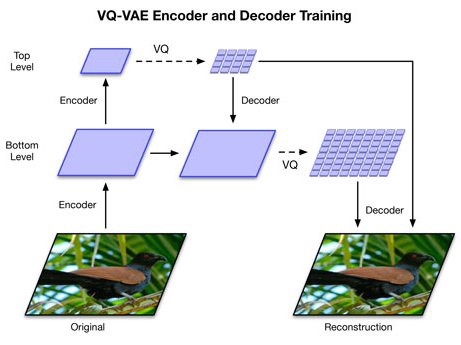 VQ-VAE Encoder and Decoder Training
Top
Level
VQ
Encoder
Decoder
Bottom
Level
VQ
Encoder
Decoder
Original
Reconstruction